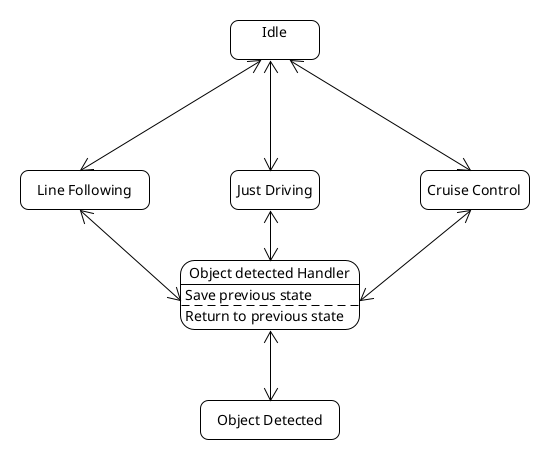 Idle
Line Following
Just Driving
Cruise Control
Object detected Handler
Save previous state
Return to previous state
Object Detected